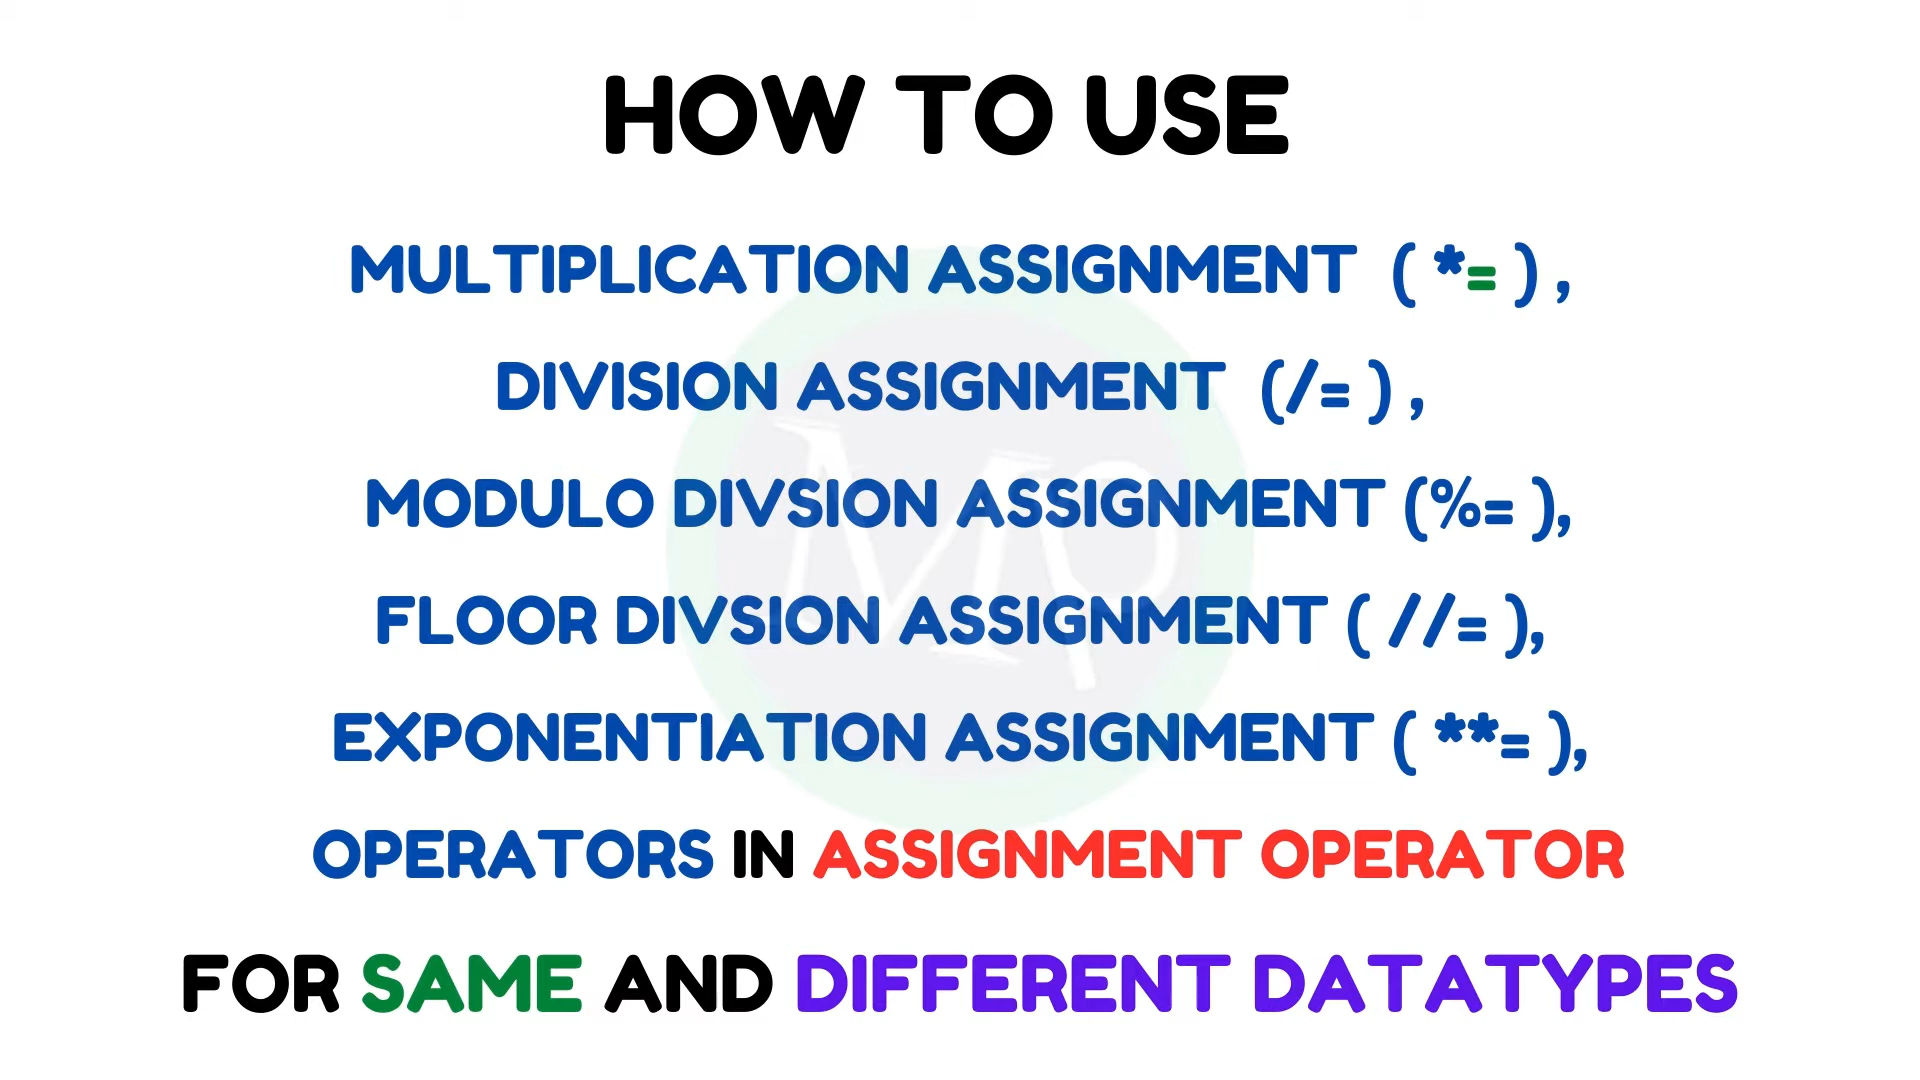 HOW TO USE
MULTIPLICATION ASSIGNMENT ( *= ) ,
DIVISION ASSIGNMENT (/= ) ,
MODULO DIVSION ASSIGNMENT (%= ),
FLOOR DIVSION ASSIGNMENT ( //= ),
EXPONENTIATION ASSIGNMENT ( **= ),
OPERATORS IN ASSIGNMENT OPERATOR
FOR SAME AND DIFFERENT DATATYPES